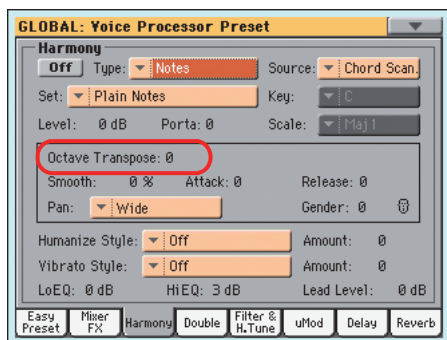 GLOBAL: Voice Processor Preset
Harmony
Off Type: Notes Source: Chord Scan.
Set: Plain Notes Key: C
Level: 0 dB Porta: 0 Scale: Maj1
Octave Transpose: 0
Smooth: 0 % Attack: 0 Release: 0
Pan: Wide Gender: 0
Humanize Style: Off Amount: 0
Vibrato Style: Off Amount: 0
LoEQ: 0 dB HiEQ: 3 dB Lead Level: 0 dB
Easy Preset Mixer FX Harmony Double Filter & H.Tune uMod Delay Reverb